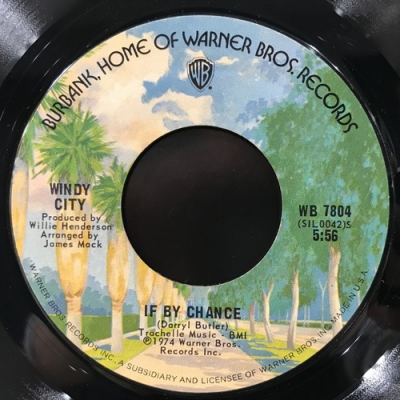 BURBANK, HOME OF WARNER BROS. RECORDS
WB
WINDY
CITY
Produced by
Willie Henderson
Arranged by
James Mack
WB 7804
(SIL0042)S
5:56
IF BY CHANCE
(Darryl Butler)
Trachelle Music - BMI
℗1974 Warner Bros.
Records Inc.
WARNER BROS. RECORDS INC., A SUBSIDIARY AND LICENSEE OF WARNER BROS. INC. MADE IN U.S.A.